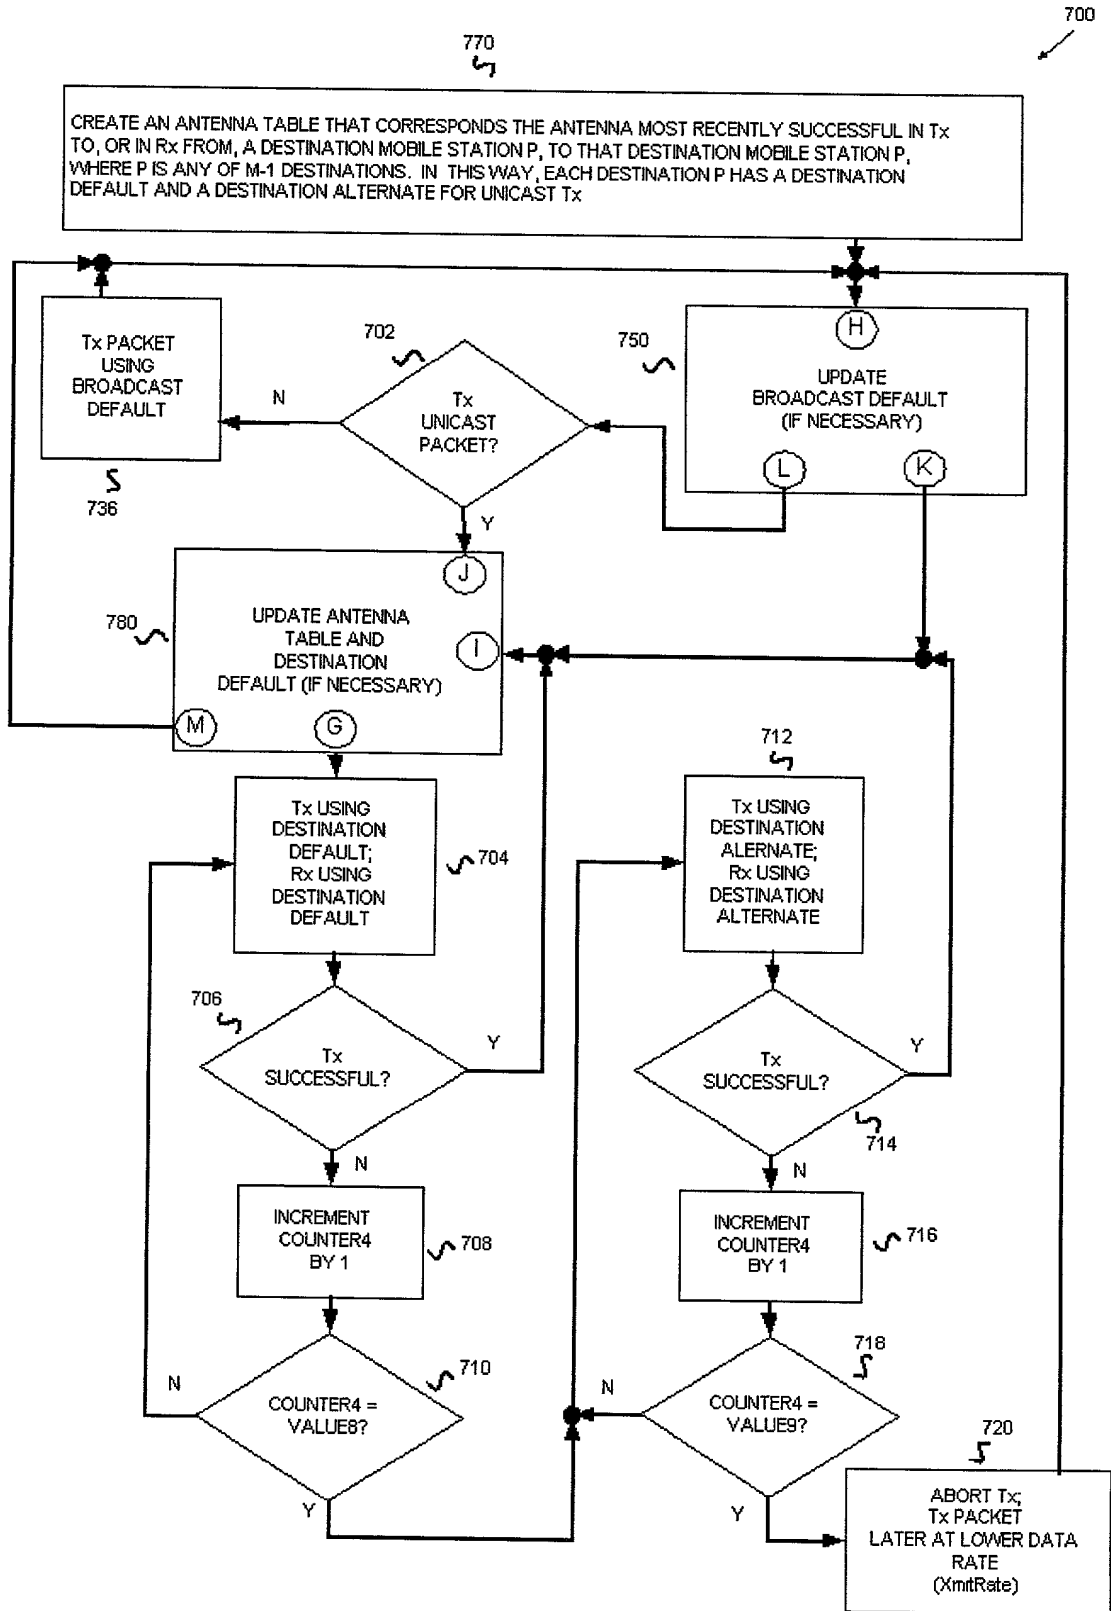 700
770
CREATE AN ANTENNA TABLE THAT CORRESPONDS THE ANTENNA MOST RECENTLY SUCCESSFUL IN Tx
TO, OR IN Rx FROM, A DESTINATION MOBILE STATION P, TO THAT DESTINATION MOBILE STATION P,
WHERE P IS ANY OF M-1 DESTINATIONS. IN THIS WAY, EACH DESTINATION P HAS A DESTINATION
DEFAULT AND A DESTINATION ALTERNATE FOR UNICAST Tx
Tx PACKET
USING
BROADCAST
DEFAULT
736
702
Tx
UNICAST
PACKET?
N
Y
750
H
UPDATE
BROADCAST DEFAULT
(IF NECESSARY)
L
K
780
J
UPDATE ANTENNA
TABLE AND
DESTINATION
DEFAULT (IF NECESSARY)
I
M
G
Tx USING
DESTINATION
DEFAULT;
Rx USING
DESTINATION
DEFAULT
704
712
Tx USING
DESTINATION
ALERNATE;
Rx USING
DESTINATION
ALTERNATE
706
Tx
SUCCESSFUL?
Y
N
Tx
SUCCESSFUL?
Y
714
N
INCREMENT
COUNTER4
BY 1
708
INCREMENT
COUNTER4
BY 1
716
710
COUNTER4 =
VALUE8?
N
Y
718
COUNTER4 =
VALUE9?
N
Y
720
ABORT Tx;
Tx PACKET
LATER AT LOWER DATA
RATE
(XmitRate)